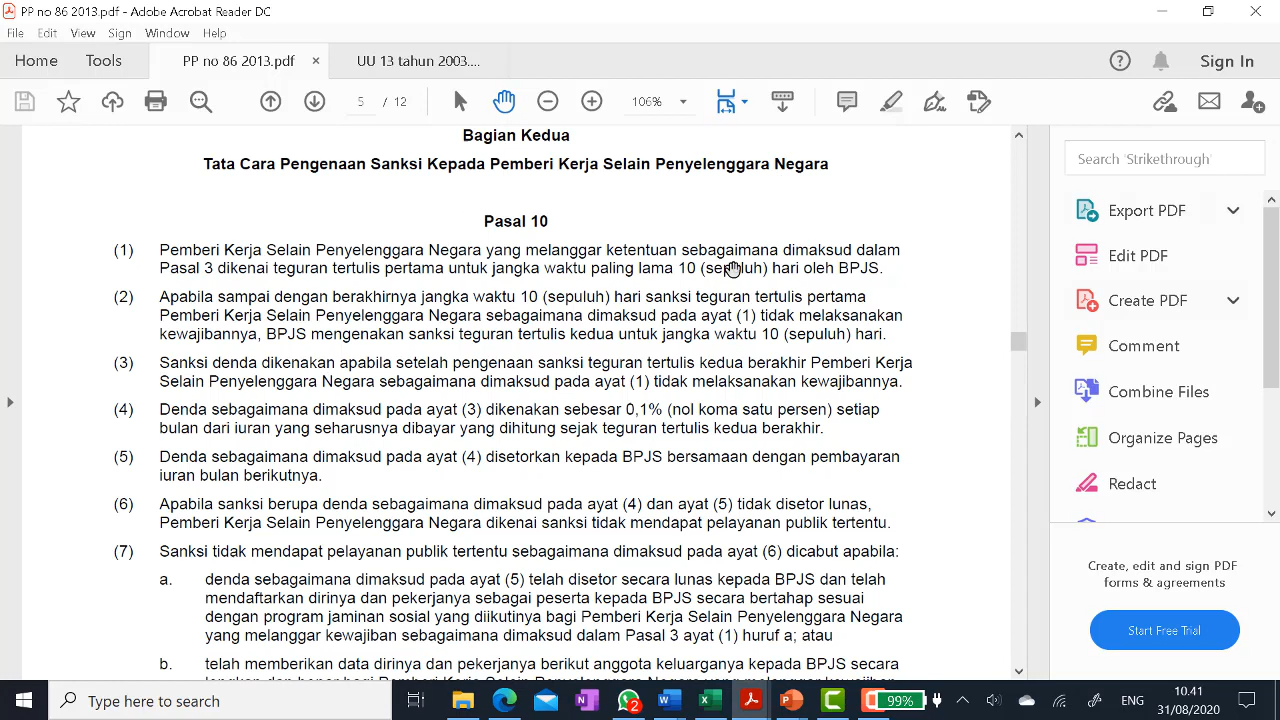 PP no 86 2013.pdf - Adobe Acrobat Reader DC
File Edit View Sign Window Help
Home Tools PP no 86 2013.pdf × UU 13 tahun 2003.... Sign In
5 / 12 106%
Bagian Kedua
Tata Cara Pengenaan Sanksi Kepada Pemberi Kerja Selain Penyelenggara Negara
Pasal 10
(1) Pemberi Kerja Selain Penyelenggara Negara yang melanggar ketentuan sebagaimana dimaksud dalam
Pasal 3 dikenai teguran tertulis pertama untuk jangka waktu paling lama 10 (sepuluh) hari oleh BPJS.
(2) Apabila sampai dengan berakhirnya jangka waktu 10 (sepuluh) hari sanksi teguran tertulis pertama
Pemberi Kerja Selain Penyelenggara Negara sebagaimana dimaksud pada ayat (1) tidak melaksanakan
kewajibannya, BPJS mengenakan sanksi teguran tertulis kedua untuk jangka waktu 10 (sepuluh) hari.
(3) Sanksi denda dikenakan apabila setelah pengenaan sanksi teguran tertulis kedua berakhir Pemberi Kerja
Selain Penyelenggara Negara sebagaimana dimaksud pada ayat (1) tidak melaksanakan kewajibannya.
(4) Denda sebagaimana dimaksud pada ayat (3) dikenakan sebesar 0,1% (nol koma satu persen) setiap
bulan dari iuran yang seharusnya dibayar yang dihitung sejak teguran tertulis kedua berakhir.
(5) Denda sebagaimana dimaksud pada ayat (4) disetorkan kepada BPJS bersamaan dengan pembayaran
iuran bulan berikutnya.
(6) Apabila sanksi berupa denda sebagaimana dimaksud pada ayat (4) dan ayat (5) tidak disetor lunas,
Pemberi Kerja Selain Penyelenggara Negara dikenai sanksi tidak mendapat pelayanan publik tertentu.
(7) Sanksi tidak mendapat pelayanan publik tertentu sebagaimana dimaksud pada ayat (6) dicabut apabila:
a. denda sebagaimana dimaksud pada ayat (5) telah disetor secara lunas kepada BPJS dan telah
mendaftarkan dirinya dan pekerjanya sebagai peserta kepada BPJS secara bertahap sesuai
dengan program jaminan sosial yang diikutinya bagi Pemberi Kerja Selain Penyelenggara Negara
yang melanggar kewajiban sebagaimana dimaksud dalam Pasal 3 ayat (1) huruf a; atau
b. telah memberikan data dirinya dan pekerjanya berikut anggota keluarganya kepada BPJS secara
Search 'Strikethrough'
Export PDF
Edit PDF
Create PDF
Comment
Combine Files
Organize Pages
Redact
Create, edit and sign PDF
forms & agreements
Start Free Trial
Type here to search
2
99%
ENG
10.41
31/08/2020